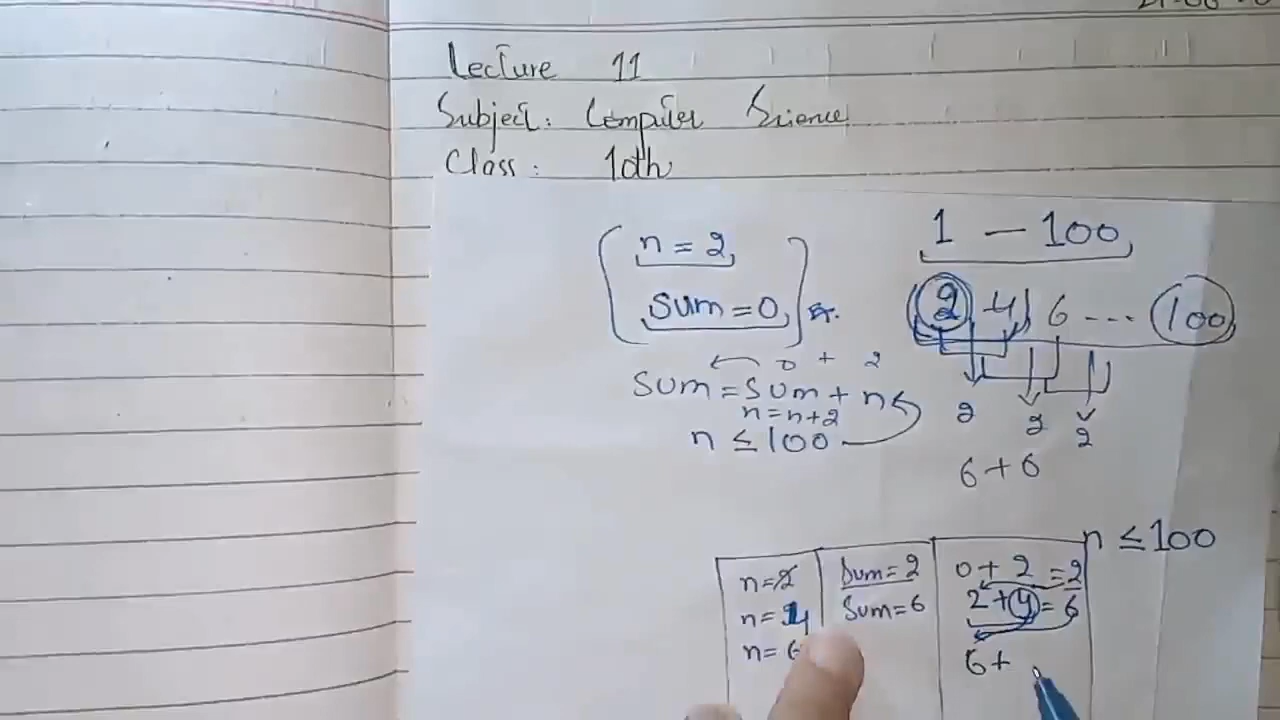 Lecture 11
Subject: Computer Science
Class: 10th
n = 2
sum = 0
1 — 100
2 4 6 --- 100
0 + 2
sum = sum + n
n = n+2
n ≤ 100
2 2 2
6 + 6
n ≤ 100
n = 2 sum = 2 0 + 2 = 2
n = 4 sum = 6 2 + 4 = 6
n = 6 +